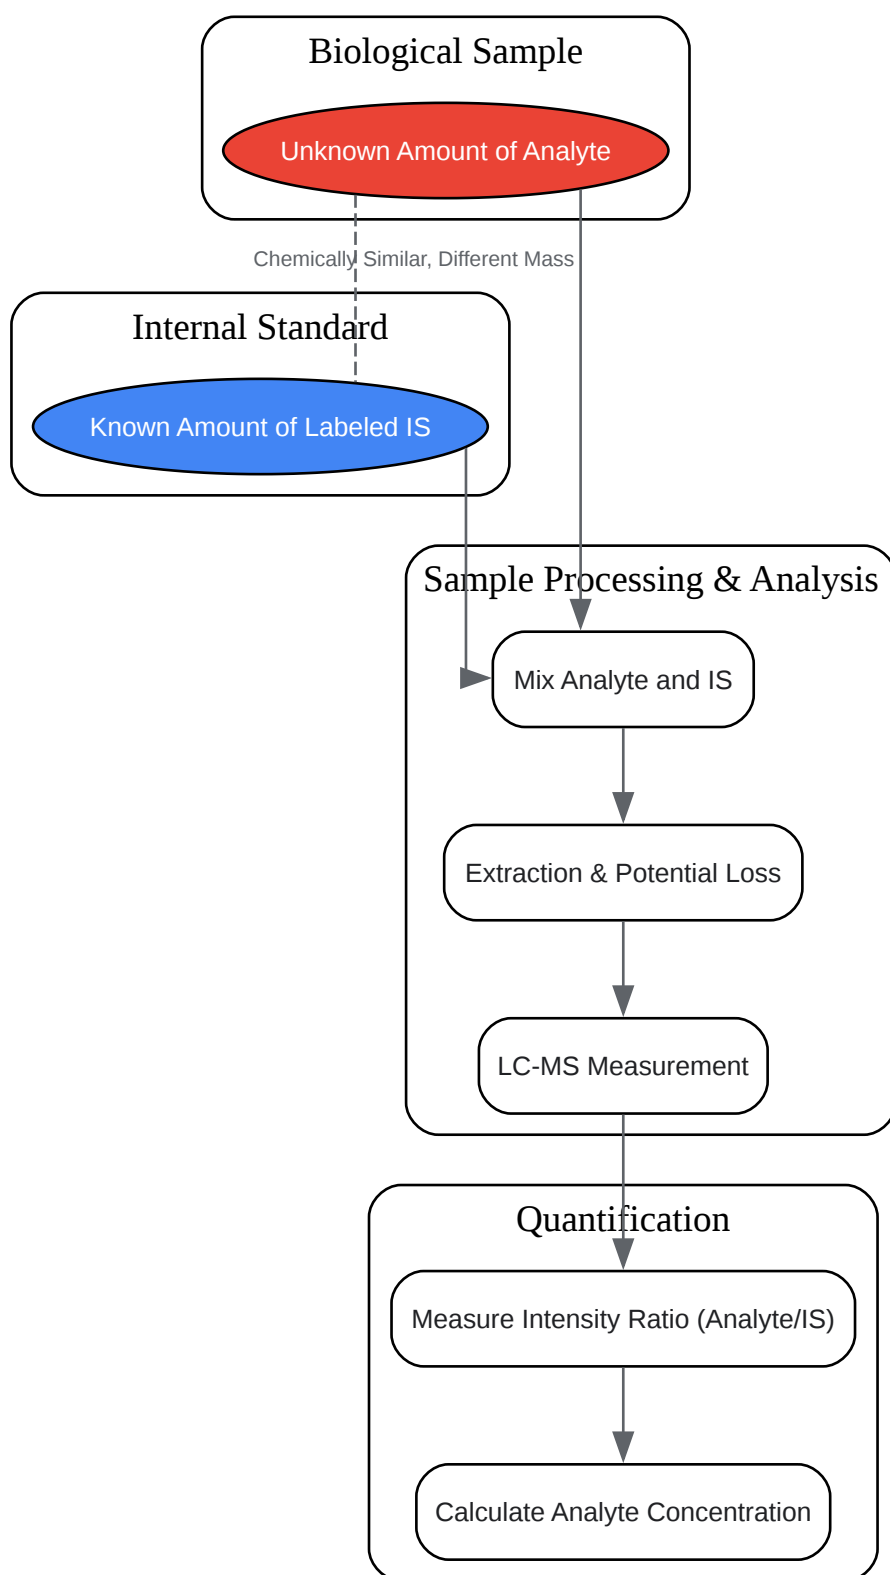 Biological Sample
Unknown Amount of Analyte
Chemically Similar, Different Mass
Internal Standard
Known Amount of Labeled IS
Sample Processing & Analysis
Mix Analyte and IS
Extraction & Potential Loss
LC-MS Measurement
Quantification
Measure Intensity Ratio (Analyte/IS)
Calculate Analyte Concentration